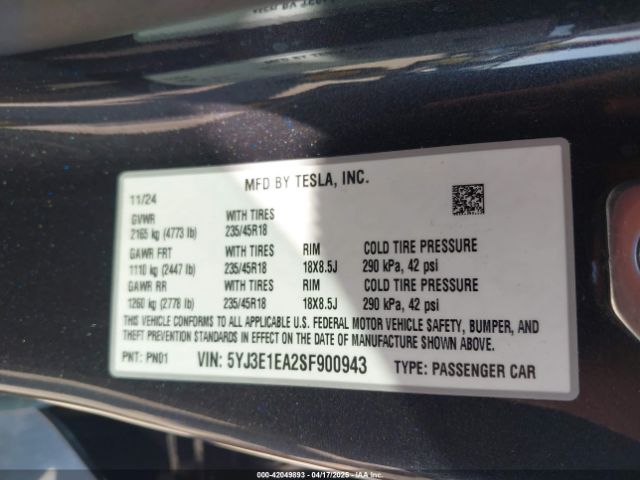 MFD BY TESLA, INC.
11/24
GVWR WITH TIRES
2165 kg (4773 lb) 235/45R18
GAWR FRT WITH TIRES RIM COLD TIRE PRESSURE
1110 kg (2447 lb) 235/45R18 18X8.5J 290 kPa, 42 psi
GAWR RR WITH TIRES RIM COLD TIRE PRESSURE
1260 kg (2778 lb) 235/45R18 18X8.5J 290 kPa, 42 psi
THIS VEHICLE CONFORMS TO ALL APPLICABLE U.S. FEDERAL MOTOR VEHICLE SAFETY, BUMPER, AND
THEFT PREVENTION STANDARDS IN EFFECT ON THE DATE OF MANUFACTURE SHOWN ABOVE.
PNT: PN01 VIN: 5YJ3E1EA2SF900943 TYPE: PASSENGER CAR
000-42049893 - 04/17/2025 - IAA Inc.